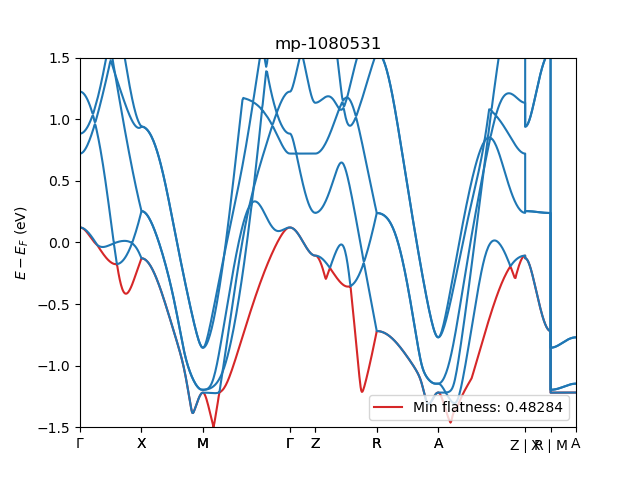 mp-1080531
E − E_F (eV)
1.5
1.0
0.5
0.0
−0.5
−1.0
−1.5
Min flatness: 0.48284
Γ X M Γ Z R A Z | X R | M A